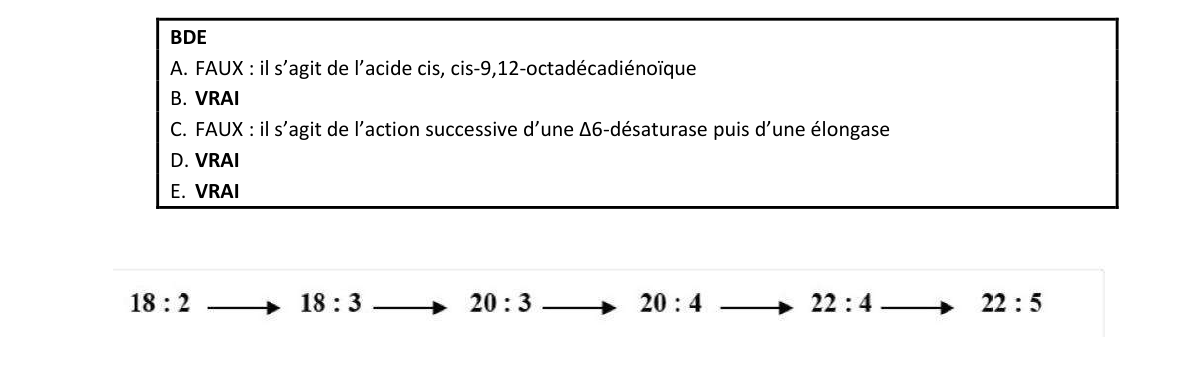 BDE
A. FAUX : il s’agit de l’acide cis, cis-9,12-octadécadiénoïque
B. VRAI
C. FAUX : il s’agit de l’action successive d’une Δ6-désaturase puis d’une élongase
D. VRAI
E. VRAI
18 : 2 → 18 : 3 → 20 : 3 → 20 : 4 → 22 : 4 → 22 : 5